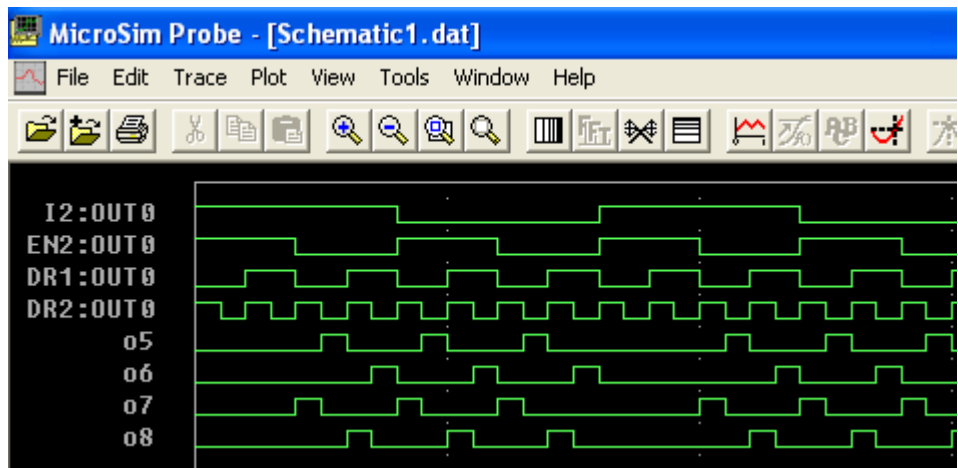 MicroSim Probe - [Schematic1.dat]
File Edit Trace Plot View Tools Window Help
I2:OUT0
EN2:OUT0
DR1:OUT0
DR2:OUT0
o5
o6
o7
o8